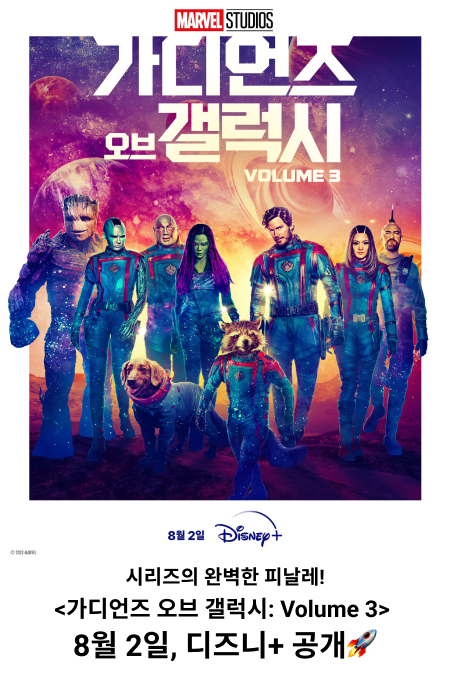 MARVEL STUDIOS
가디언즈
오브 갤럭시
VOLUME 3
8월 2일 Disney+
© 2023 MARVEL
시리즈의 완벽한 피날레!
<가디언즈 오브 갤럭시: Volume 3>
8월 2일, 디즈니+ 공개🚀